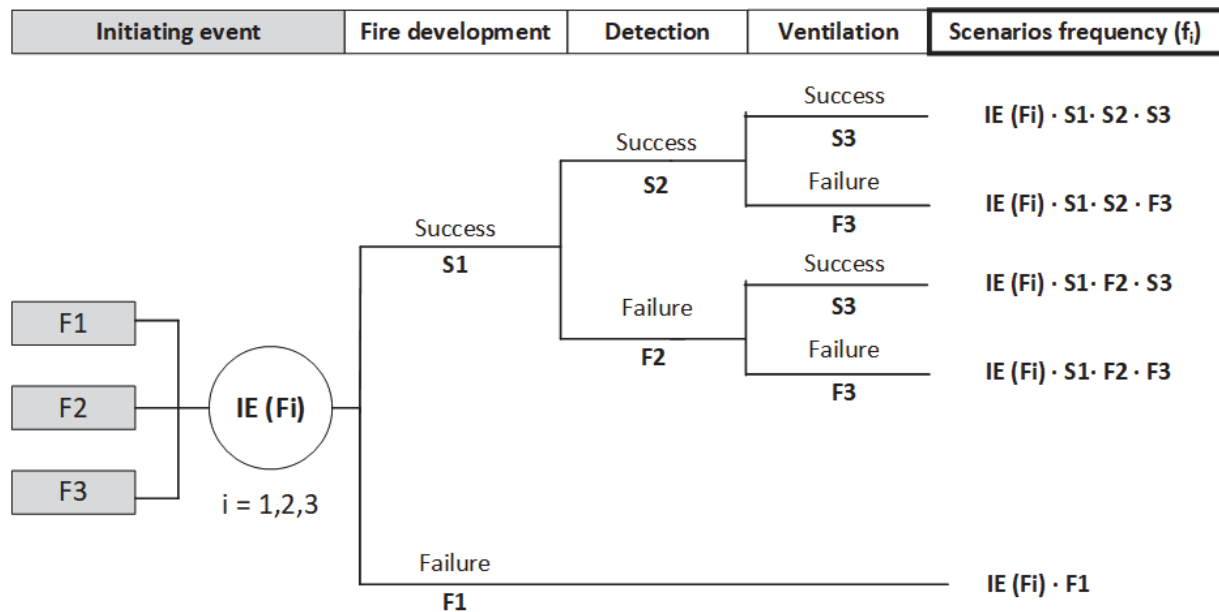 Initiating event
Fire development
Detection
Ventilation
Scenarios frequency (fi)
Success
S3
IE (Fi) · S1· S2 · S3
Success
S2
Failure
F3
IE (Fi) · S1· S2 · F3
Success
S1
Success
S3
IE (Fi) · S1· F2 · S3
Failure
F2
Failure
F3
IE (Fi) · S1· F2 · F3
F1
F2
F3
IE (Fi)
i = 1,2,3
Failure
F1
IE (Fi) · F1